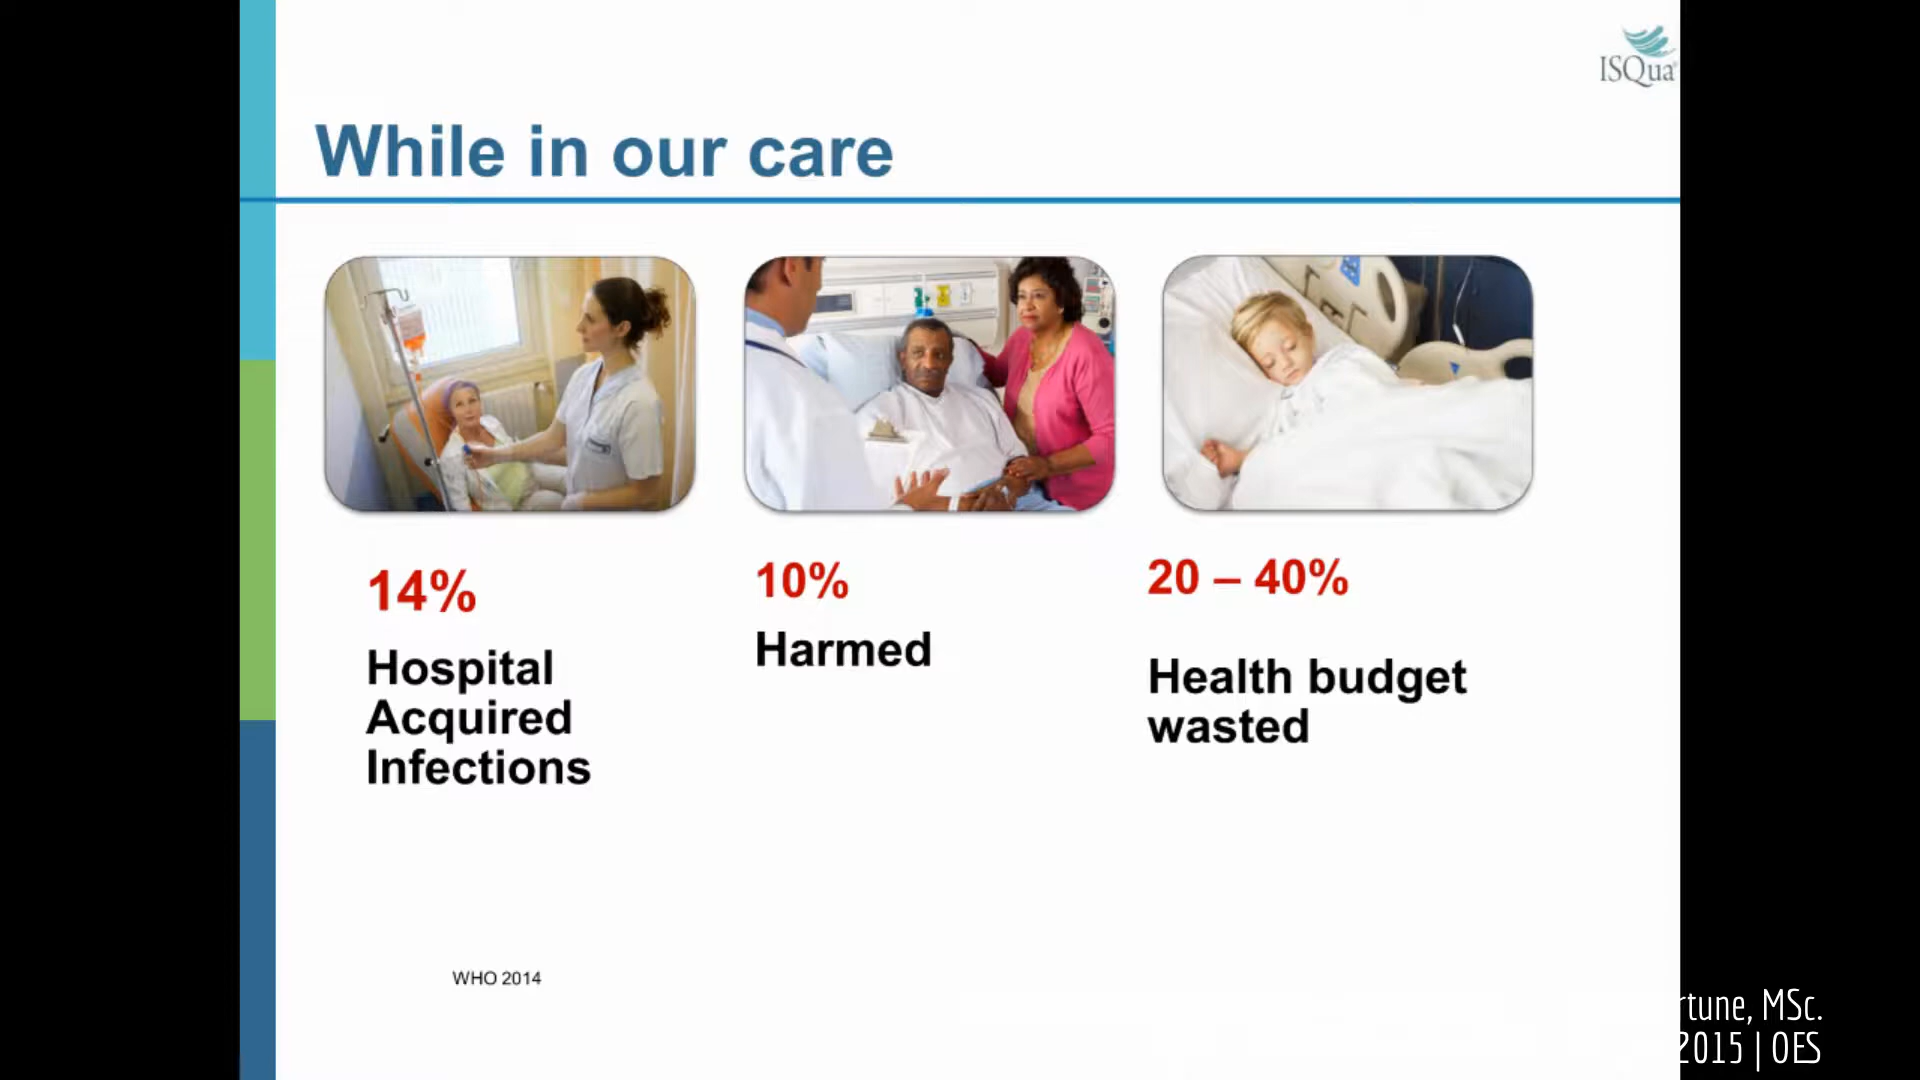 ISQua
While in our care
14%
Hospital
Acquired
Infections
10%
Harmed
20 – 40%
Health budget
wasted
WHO 2014
MSc.
2015 | OES